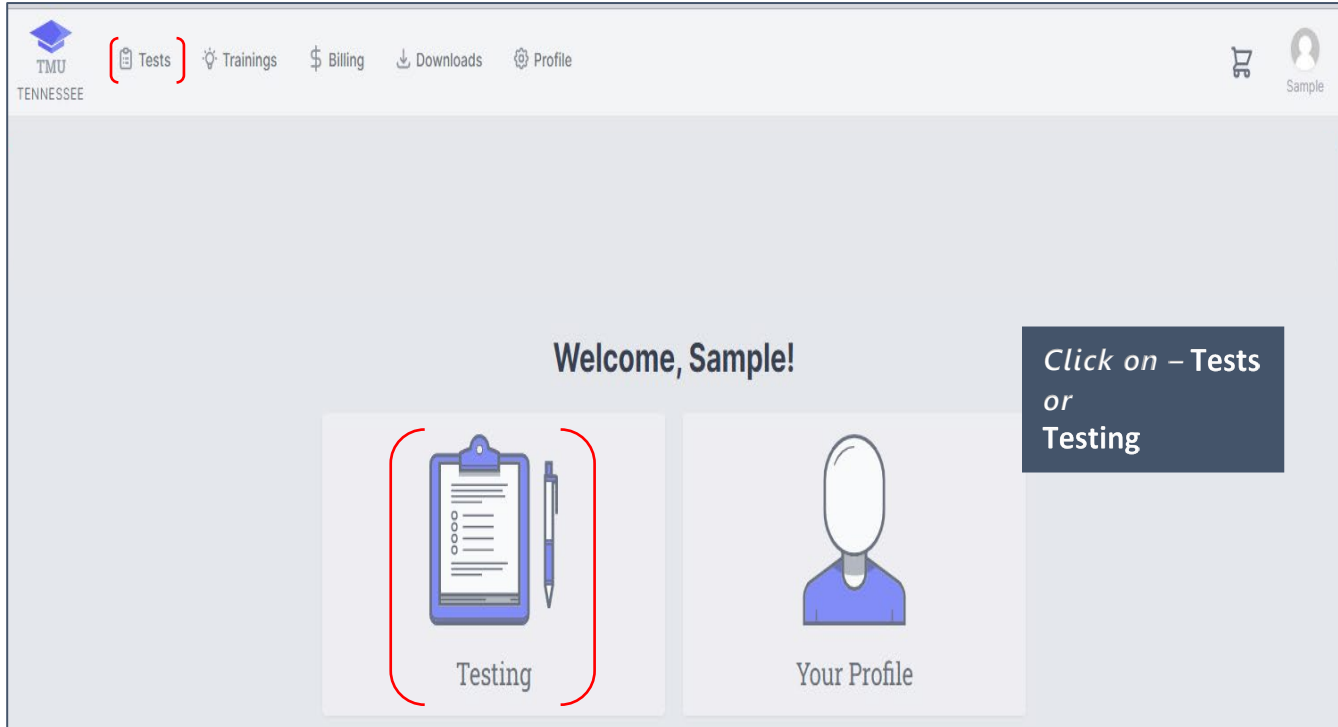 TMU
TENNESSEE
Tests
Trainings
Billing
Downloads
Profile
Sample
Welcome, Sample!
Click on – Tests
or
Testing
Testing
Your Profile